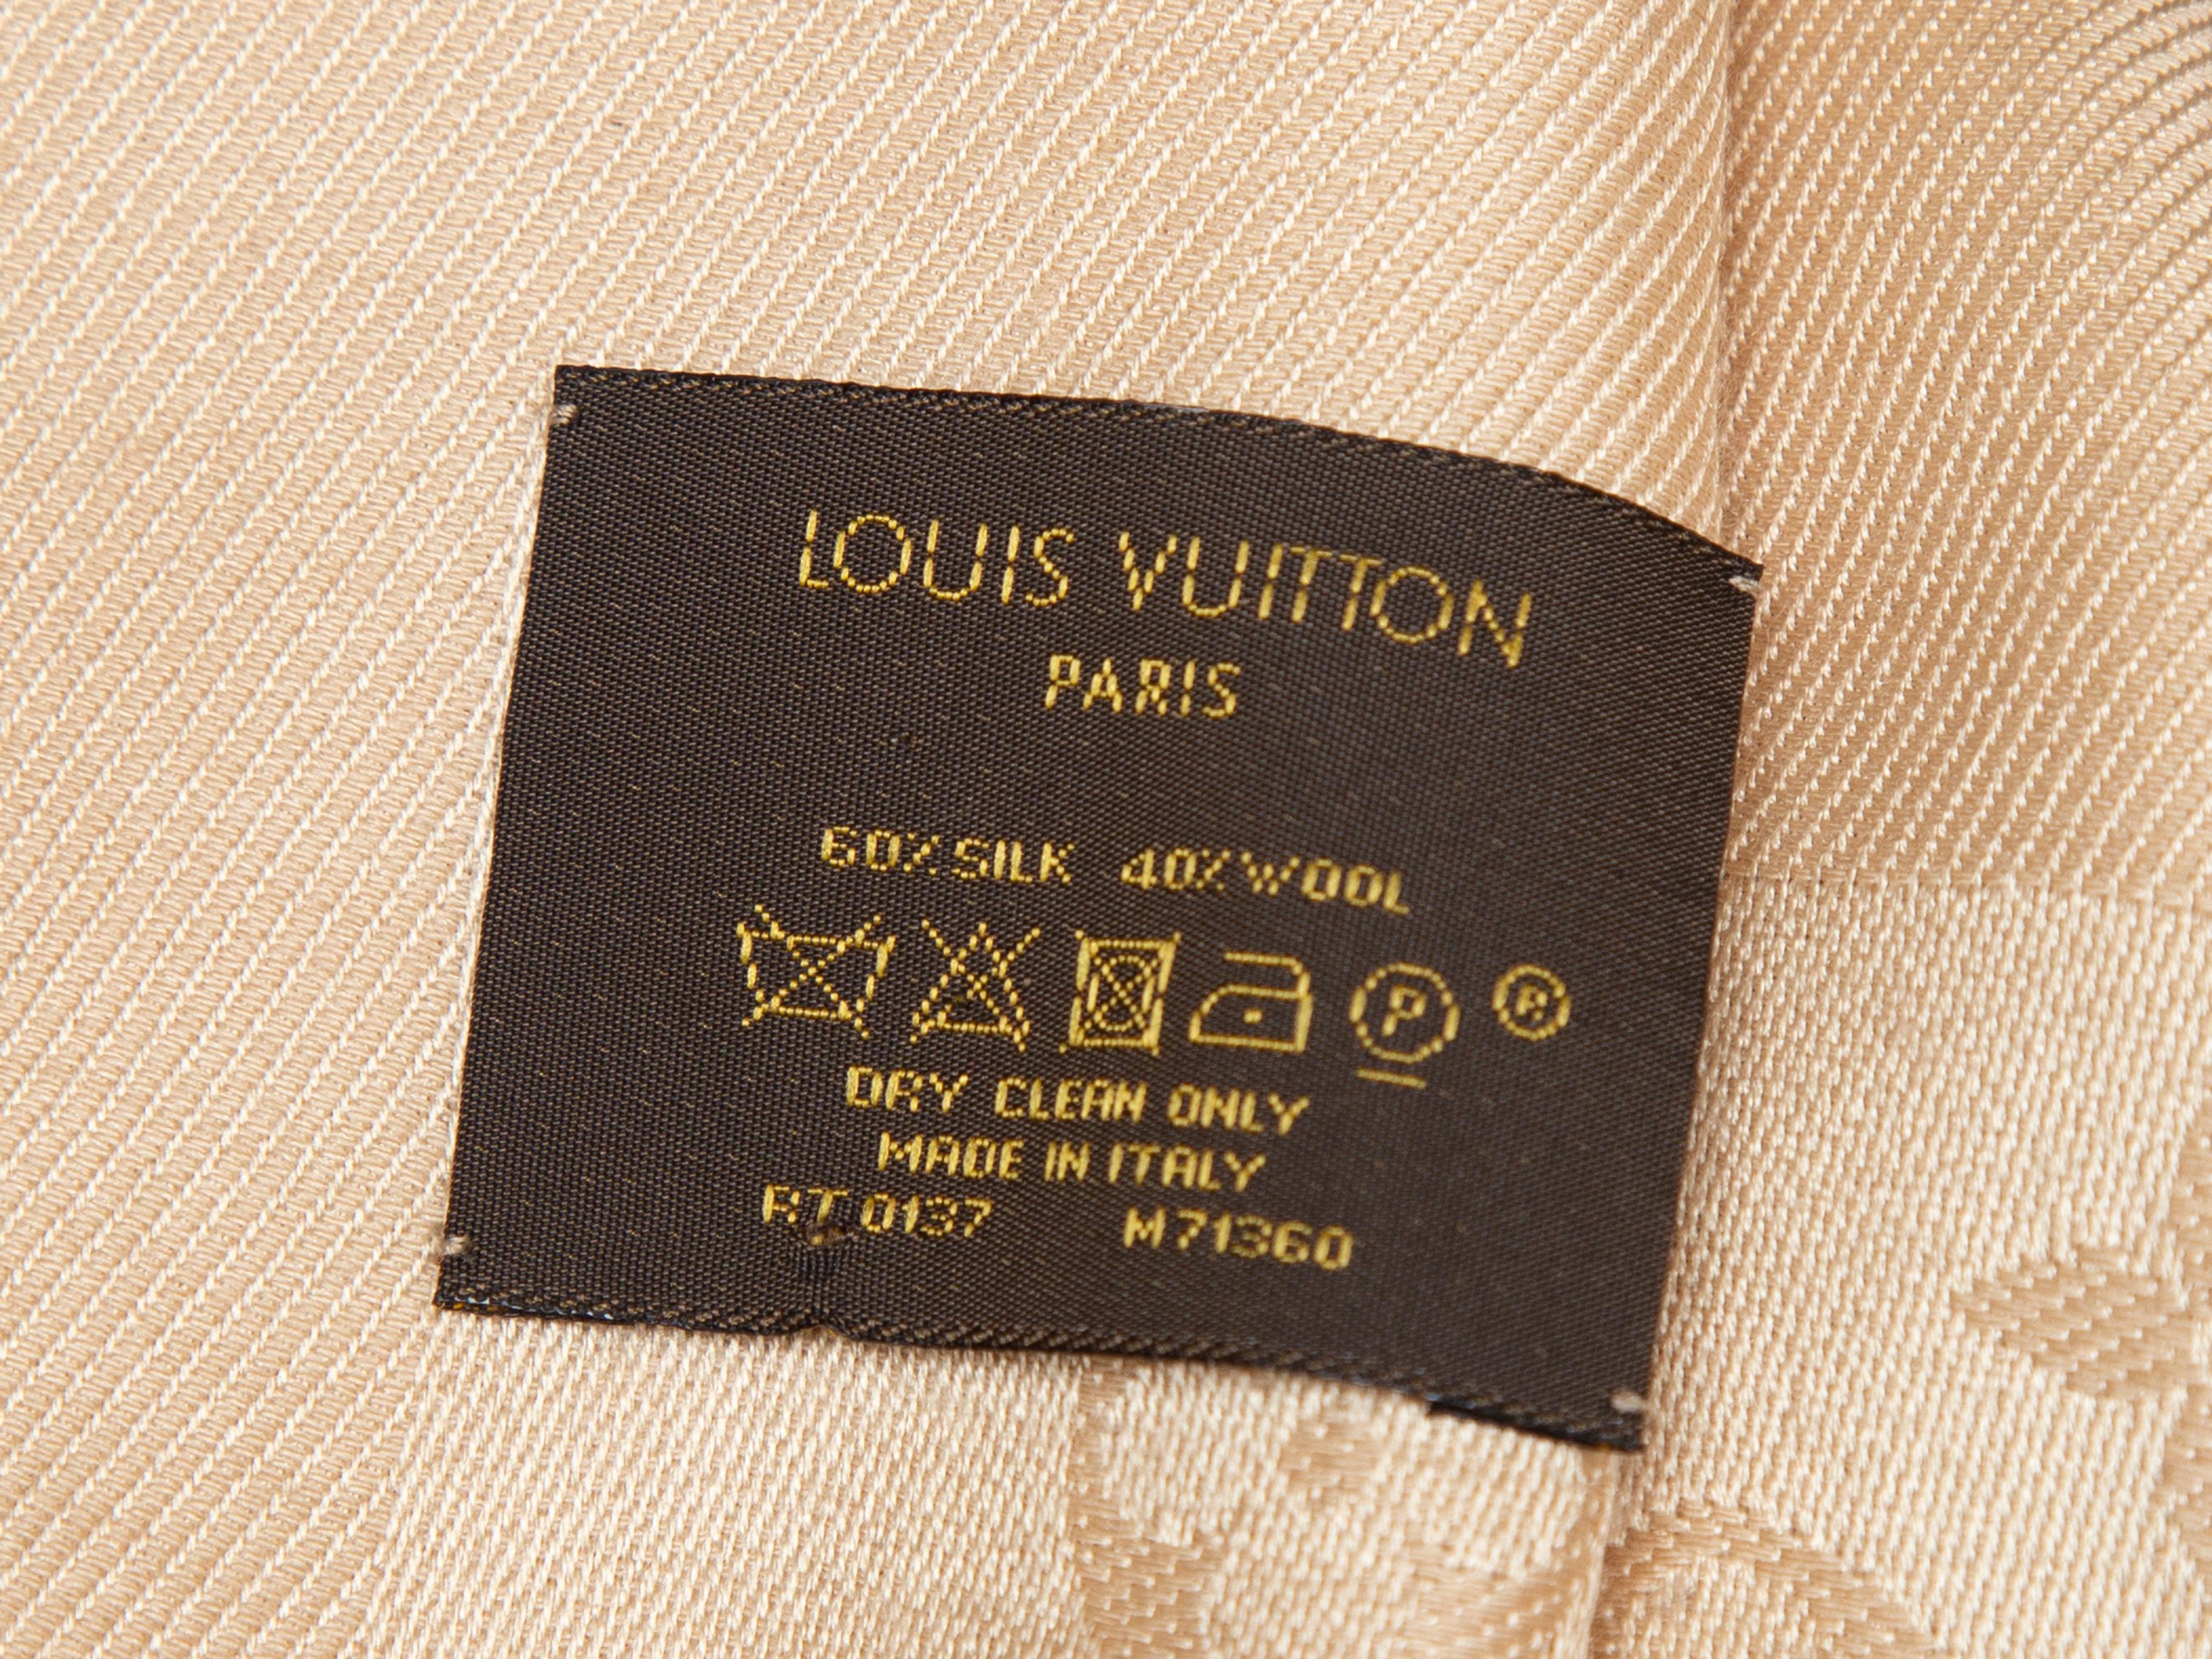 LOUIS VUITTON
PARIS
60% SILK 40% WOOL
P ®
DRY CLEAN ONLY
MADE IN ITALY
RT 0137 M71360